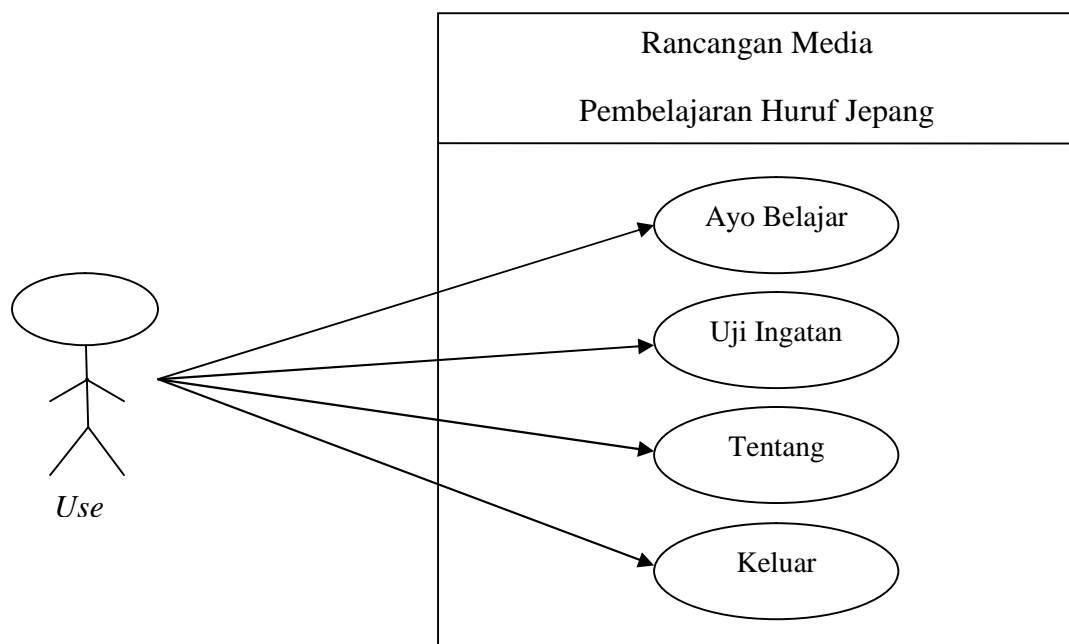 Rancangan Media
Pembelajaran Huruf Jepang
Ayo Belajar
Uji Ingatan
Tentang
Use
Keluar